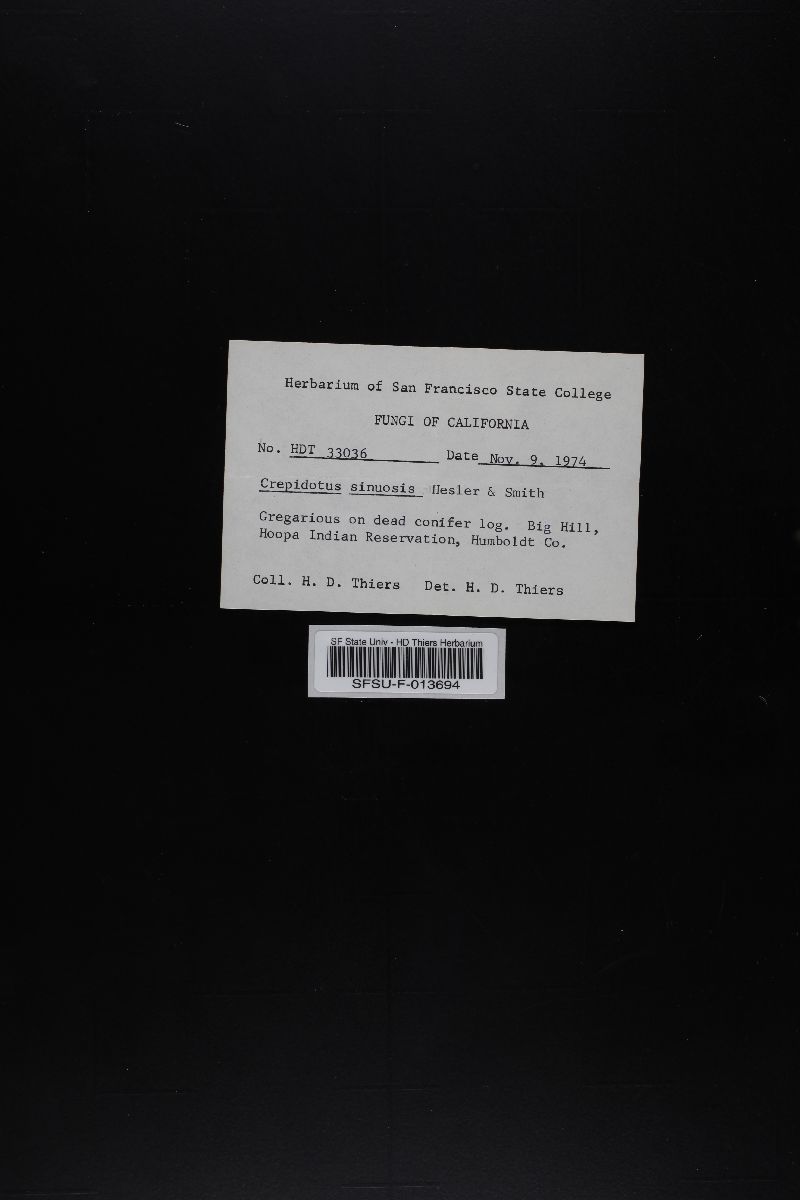 Herbarium of San Francisco State College
FUNGI OF CALIFORNIA
No. HDT 33036 Date Nov. 9, 1974
Crepidotus sinuosis Hesler & Smith
Gregarious on dead conifer log. Big Hill,
Hoopa Indian Reservation, Humboldt Co.
Coll. H. D. Thiers Det. H. D. Thiers
SF State Univ - HD Thiers Herbarium
SFSU-F-013694